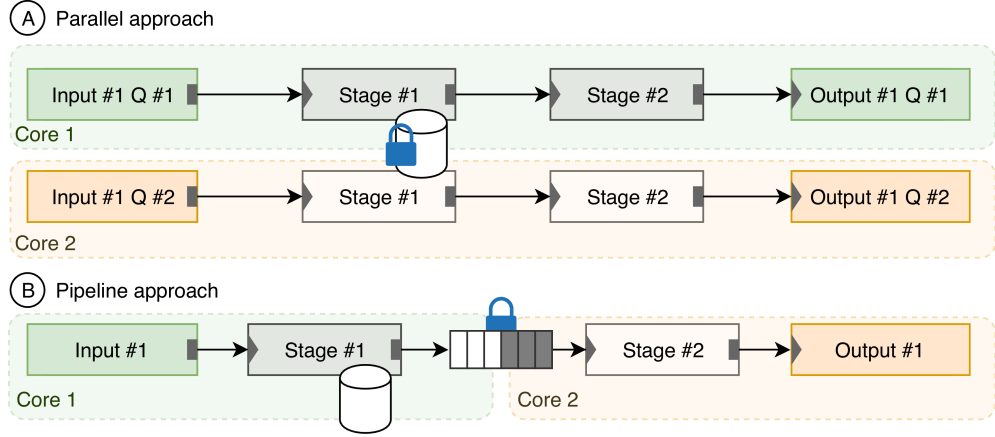 A Parallel approach
Input #1 Q #1 Stage #1 Stage #2 Output #1 Q #1
Core 1
Input #1 Q #2 Stage #1 Stage #2 Output #1 Q #2
Core 2
B Pipeline approach
Input #1 Stage #1 Stage #2 Output #1
Core 1 Core 2